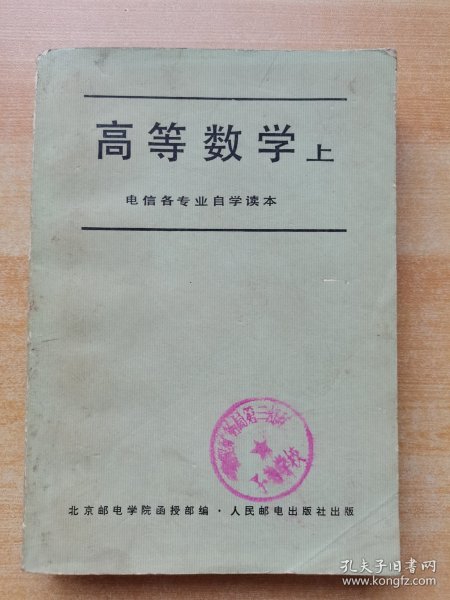 高等数学上
电信各专业自学读本
北京邮电学院函授部编·人民邮电出版社出版
孔夫子旧书网
www.kongfz.com